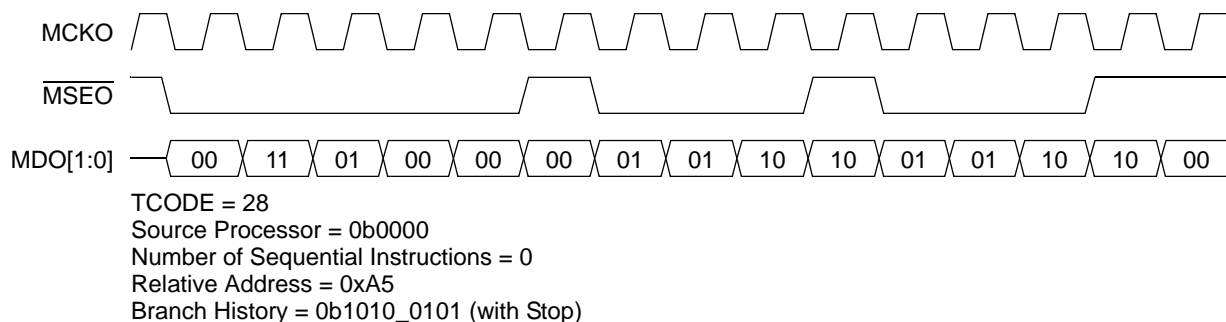 MCKO
MSEO
MDO[1:0] 00 11 01 00 00 00 01 01 10 10 01 01 10 10 00
TCODE = 28
Source Processor = 0b0000
Number of Sequential Instructions = 0
Relative Address = 0xA5
Branch History = 0b1010_0101 (with Stop)